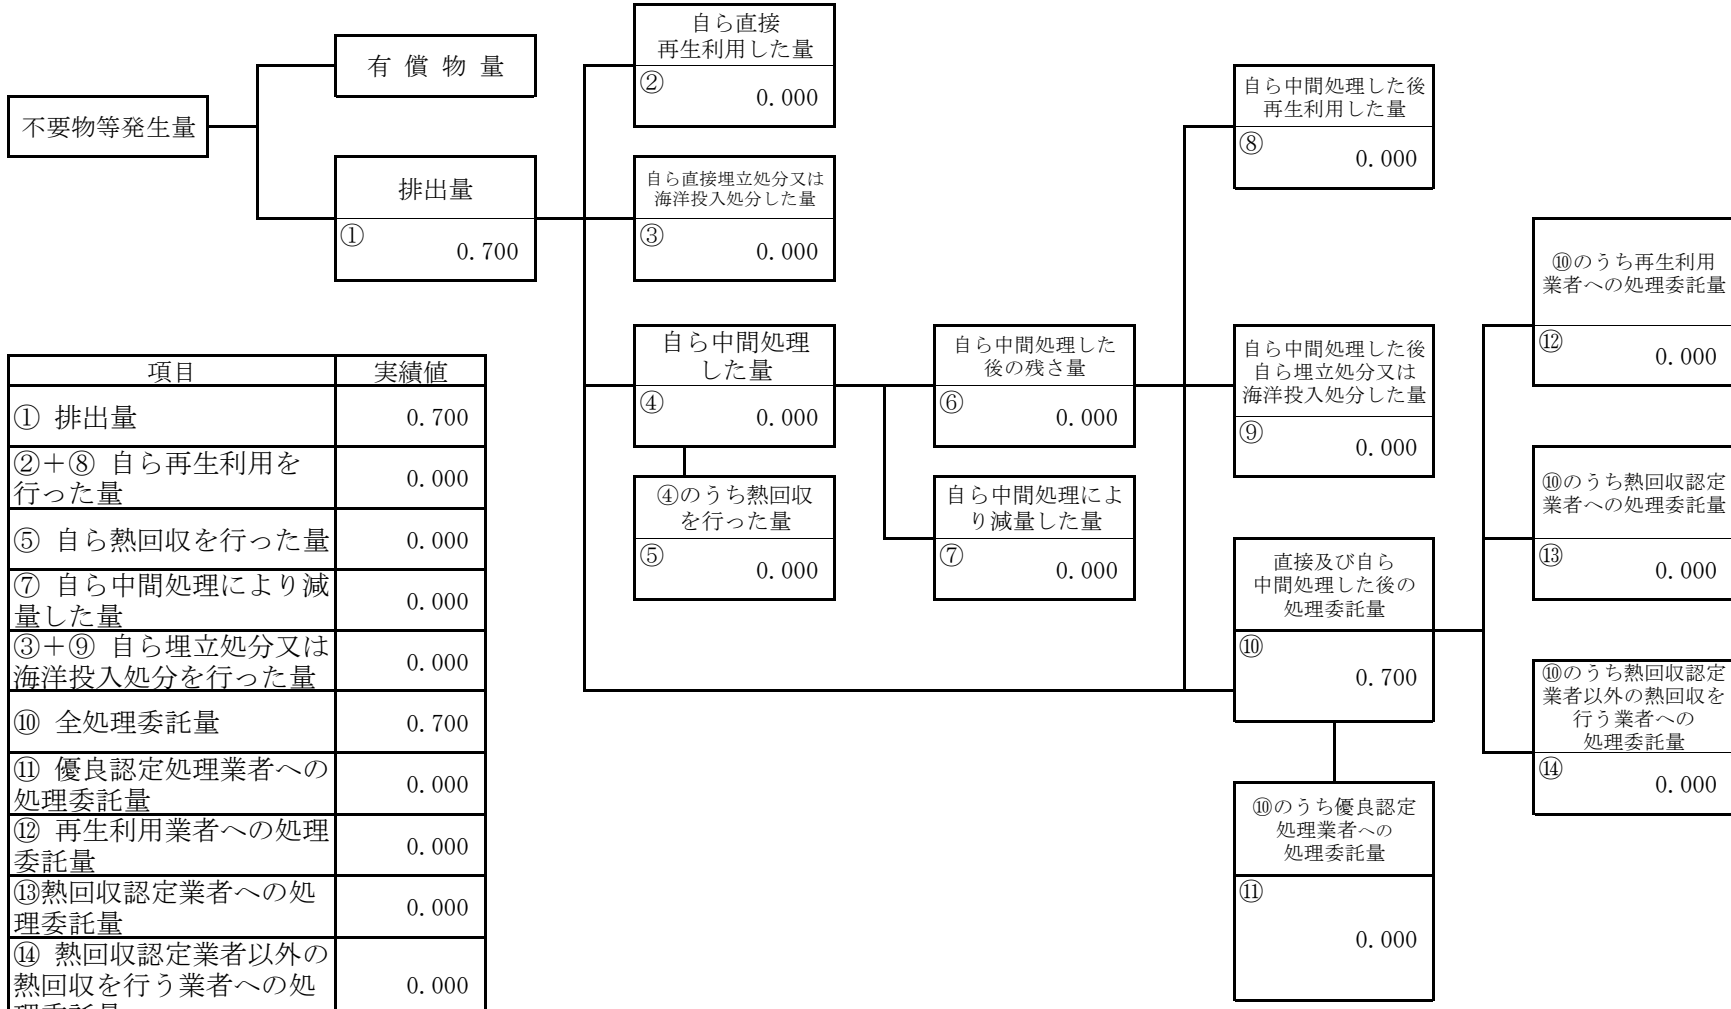 不要物等発生量
有 償 物 量
排出量
① 0.700
自ら直接
再生利用した量
② 0.000
自ら直接埋立処分又は
海洋投入処分した量
③ 0.000
自ら中間処理
した量
④ 0.000
④のうち熱回収
を行った量
⑤ 0.000
自ら中間処理した
後の残さ量
⑥ 0.000
自ら中間処理によ
り減量した量
⑦ 0.000
自ら中間処理した後
再生利用した量
⑧ 0.000
自ら中間処理した後
自ら埋立処分又は
海洋投入処分した量
⑨ 0.000
直接及び自ら
中間処理した後の
処理委託量
⑩ 0.700
⑩のうち優良認定
処理業者への
処理委託量
⑪ 0.000
⑩のうち再生利用
業者への処理委託量
⑫ 0.000
⑩のうち熱回収認定
業者への処理委託量
⑬ 0.000
⑩のうち熱回収認定
業者以外の熱回収を
行う業者への
処理委託量
⑭ 0.000
項目 実績値
① 排出量 0.700
②＋⑧ 自ら再生利用を
行った量 0.000
⑤ 自ら熱回収を行った量 0.000
⑦ 自ら中間処理により減
量した量 0.000
③＋⑨ 自ら埋立処分又は
海洋投入処分を行った量 0.000
⑩ 全処理委託量 0.700
⑪ 優良認定処理業者への
処理委託量 0.000
⑫ 再生利用業者への処理
委託量 0.000
⑬熱回収認定業者への処
理委託量 0.000
⑭ 熱回収認定業者以外の
熱回収を行う業者への処 0.000